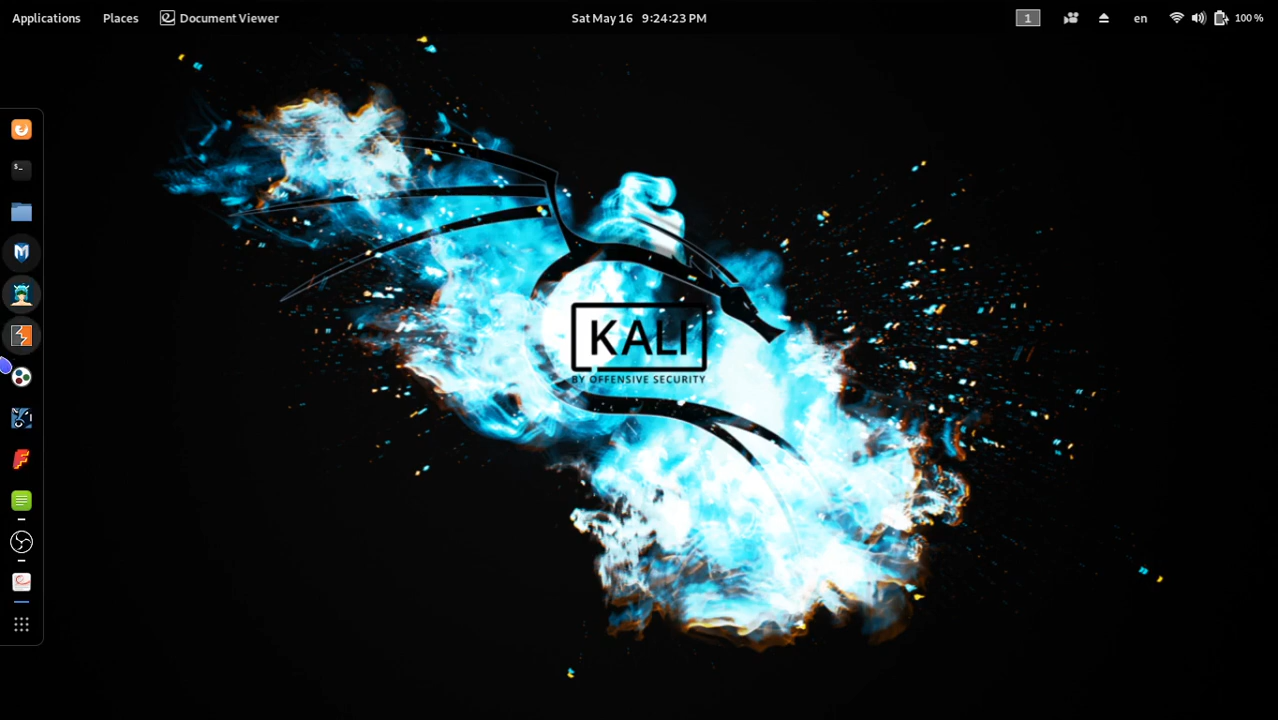 Applications Places Document Viewer Sat May 16 9:24:23 PM 1 en 100 %
KALI
BY OFFENSIVE SECURITY